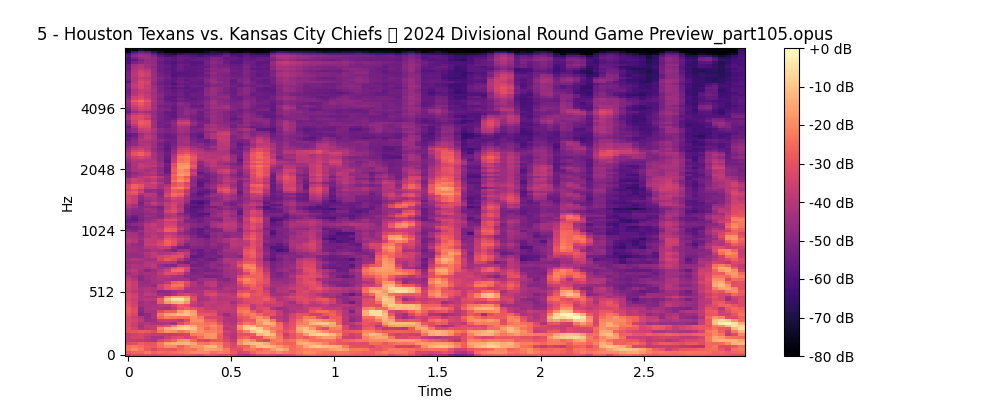 5 - Houston Texans vs. Kansas City Chiefs 🏈 2024 Divisional Round Game Preview_part105.opus
+0 dB
4096
2048
1024
512
0
Hz
-10 dB
-20 dB
-30 dB
-40 dB
-50 dB
-60 dB
-70 dB
-80 dB
0
0.5
1
1.5
2
2.5
Time